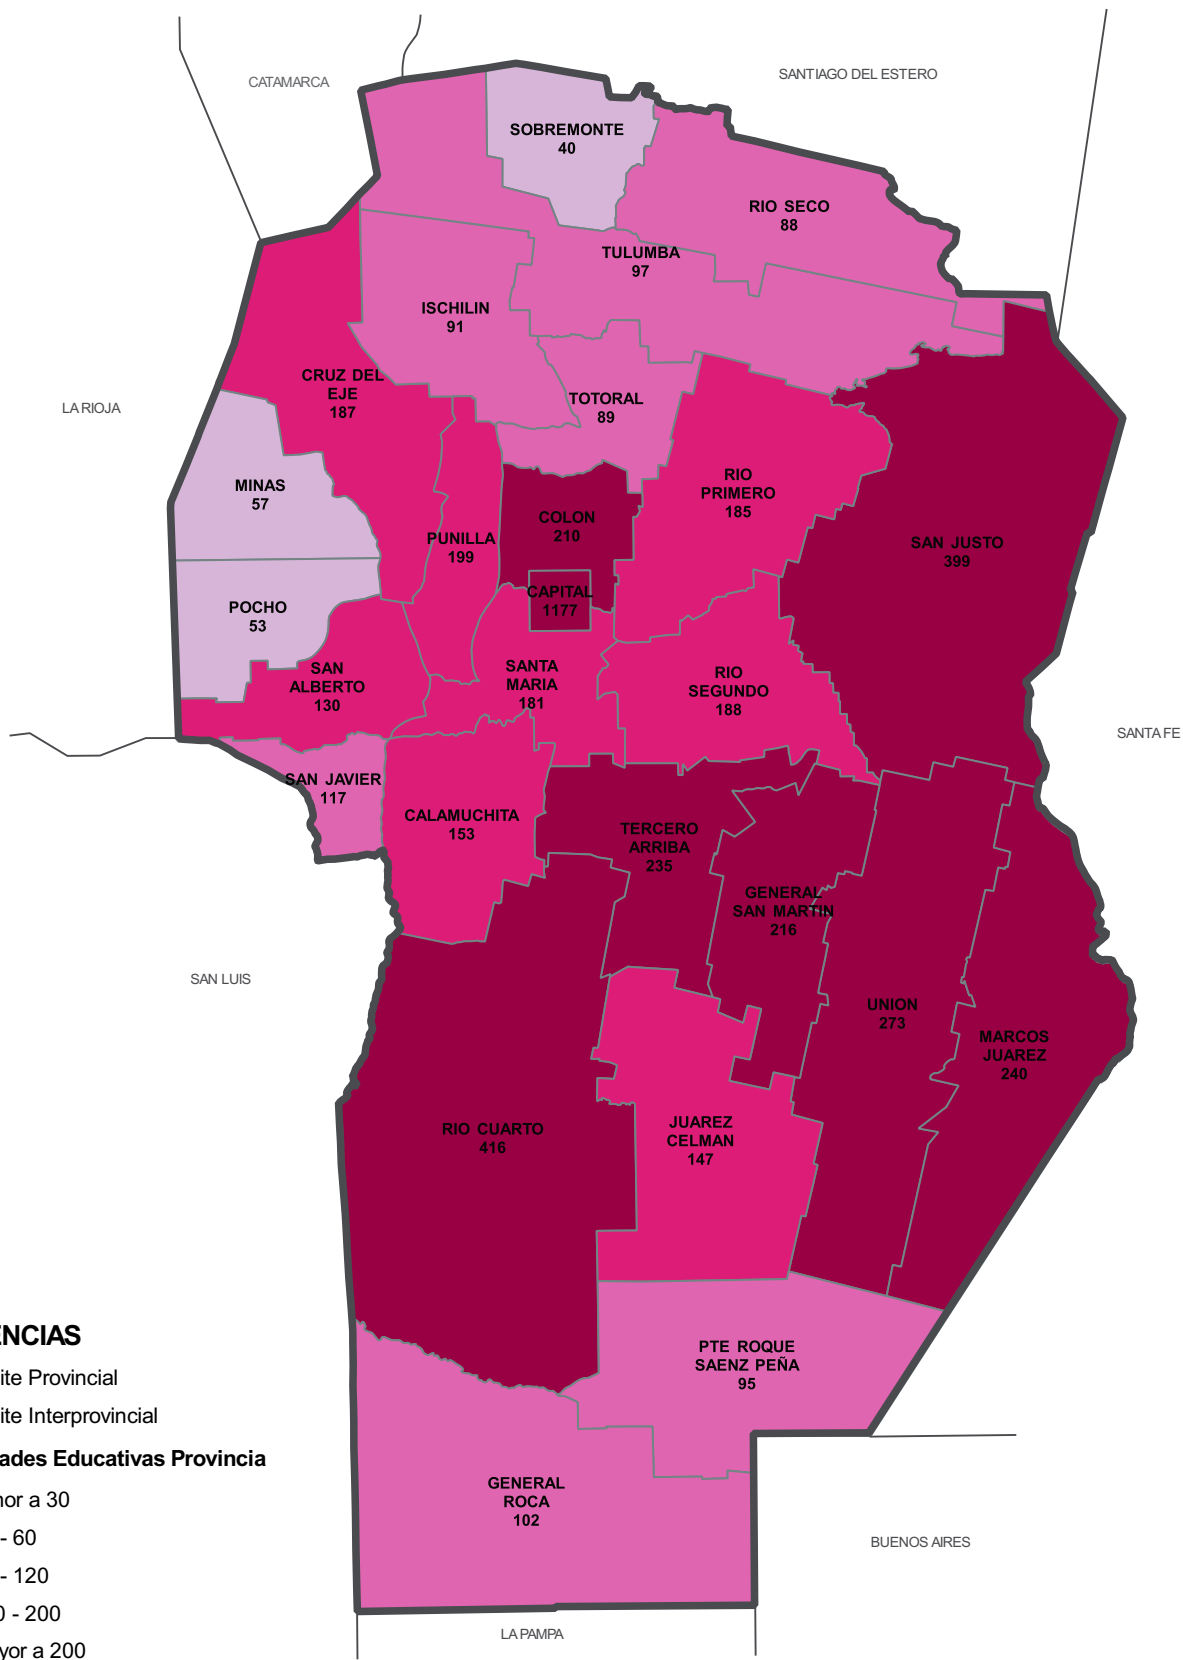 SANTIAGO DEL ESTERO
CATAMARCA
SOBREMONTE
40
RIO SECO
88
TULUMBA
97
ISCHILIN
91
CRUZ DEL
EJE
187
TOTORAL
89
LA RIOJA
RIO
PRIMERO
185
MINAS
57
COLON
210
PUNILLA
199
SAN JUSTO
399
CAPITAL
1177
POCHO
53
SAN
ALBERTO
130
SANTA
MARIA
181
RIO
SEGUNDO
188
SANTA FE
SAN JAVIER
117
CALAMUCHITA
153
TERCERO
ARRIBA
235
GENERAL
SAN MARTIN
216
SAN LUIS
UNION
273
MARCOS
JUAREZ
240
RIO CUARTO
416
JUAREZ
CELMAN
147
PTE ROQUE
SAENZ PEÑA
95
GENERAL
ROCA
102
BUENOS AIRES
LA PAMPA
ENCIAS
ite Provincial
ite Interprovincial
ades Educativas Provincia
nor a 30
- 60
- 120
0 - 200
yor a 200